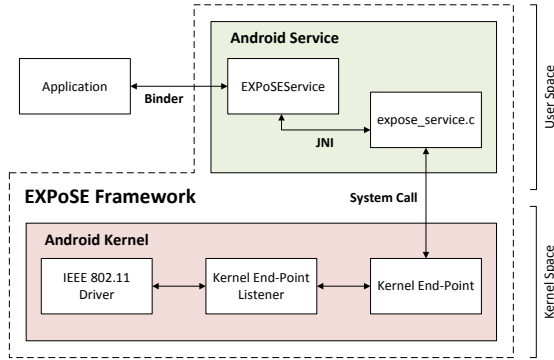 Android Service
Application
Binder
EXPoSEService
JNI
expose_service.c
User Space
EXPoSE Framework
System Call
Android Kernel
IEEE 802.11
Driver
Kernel End-Point
Listener
Kernel End-Point
Kernel Space